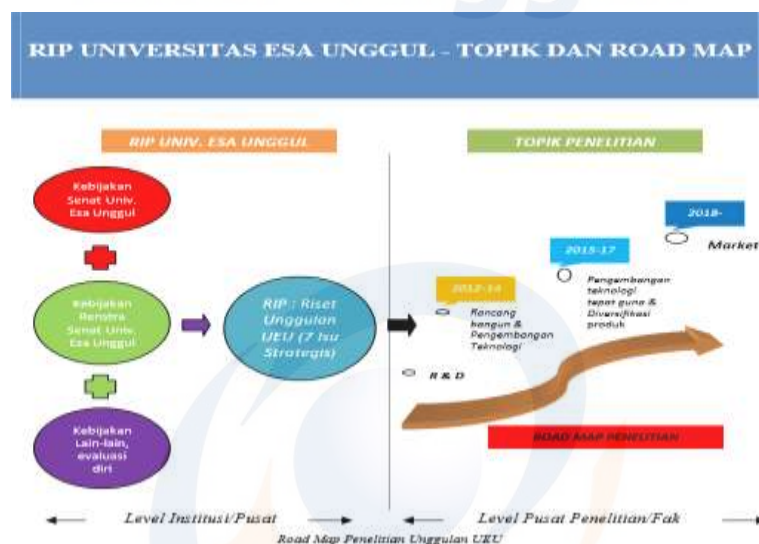 RIP UNIVERSITAS ESA UNGGUL – TOPIK DAN ROAD MAP
RIP UNIV. ESA UNGGUL
TOPIK PENELITIAN
Kebijakan
Senat Univ.
Esa Unggul
Kebijakan
Renstra
Senat Univ.
Esa Unggul
Kebijakan
Lain-lain,
evaluasi
diri
RIP : Riset
Unggulan
UEU (7 Isu
Strategis)
R & D
2012-14
Rancang
bangun &
Pengembangan
Teknologi
2015-17
Pengembangan
teknologi
tepat guna &
Diversifikasi
produk
2018-
Market
ROAD MAP PENELITIAN
Level Institusi/Pusat
Level Pusat Penelitian/Fak
Road Map Penelitian Unggulan UEU